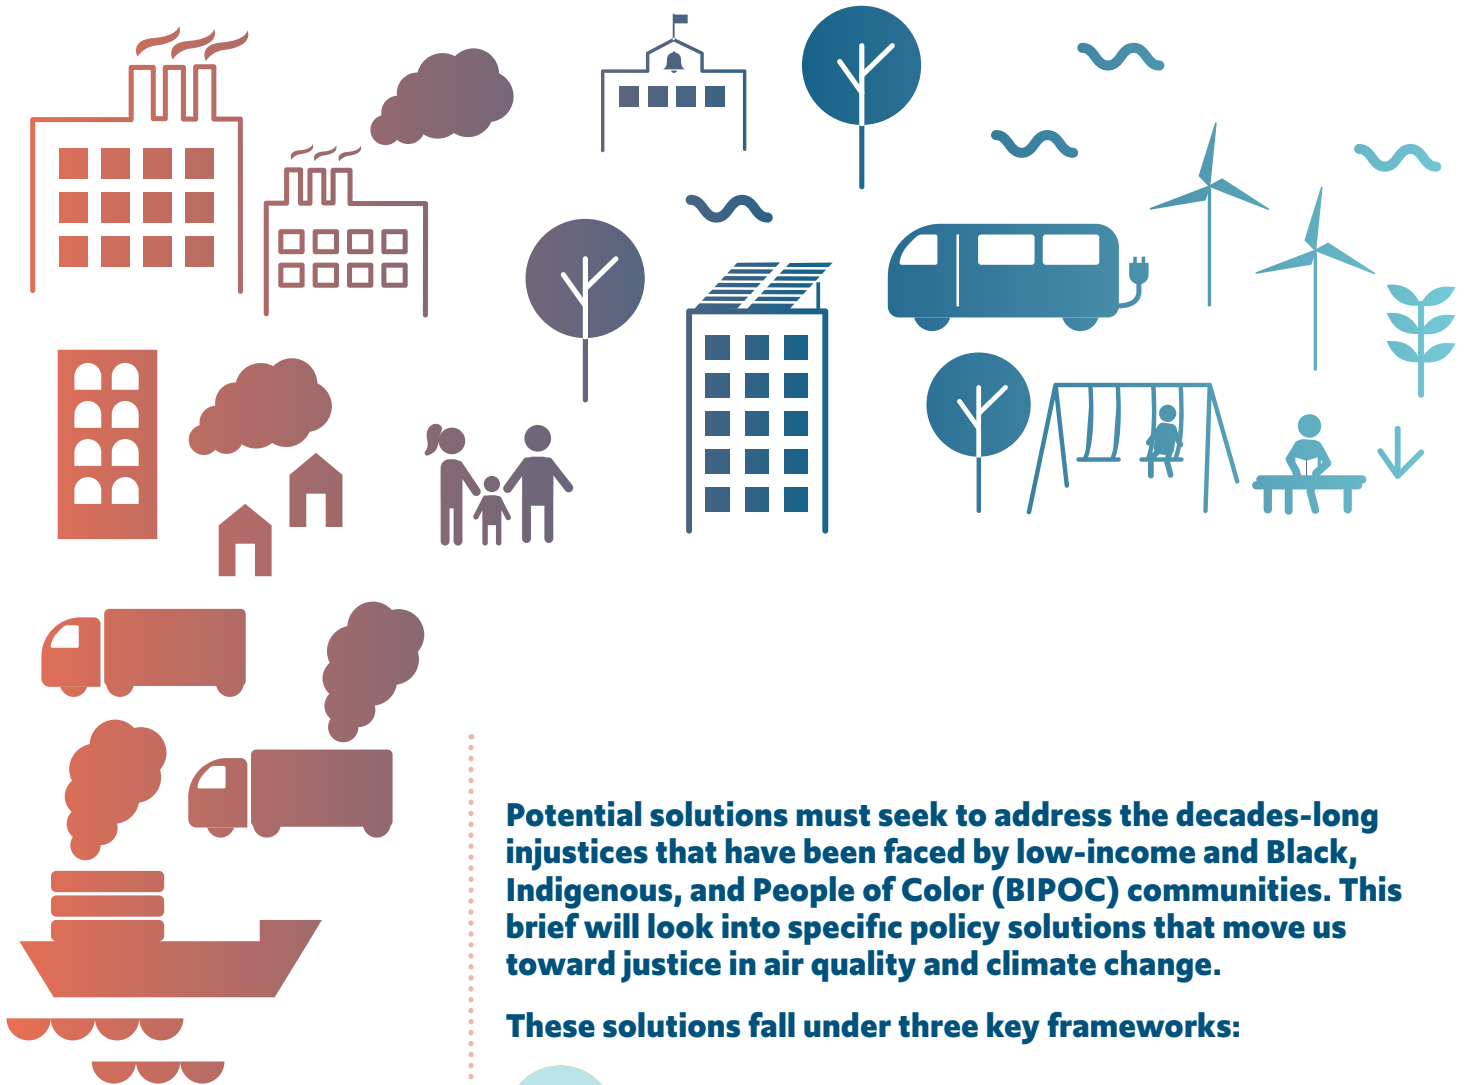 Potential solutions must seek to address the decades-long
injustices that have been faced by low-income and Black,
Indigenous, and People of Color (BIPOC) communities. This
brief will look into specific policy solutions that move us
toward justice in air quality and climate change.
These solutions fall under three key frameworks: